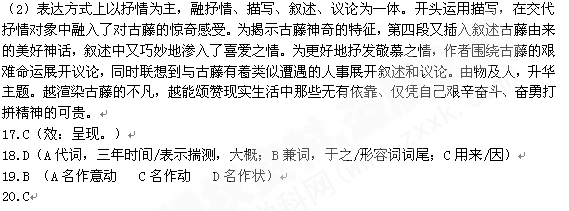 （2）表达方式上以抒情为主，融抒情、描写、叙述、议论为一体。开头运用描写，在交代
抒情对象中融入了对古藤的惊奇感受。为揭示古藤神奇的特征，第四段又插入叙述古藤由来
的美好神话，叙述中又巧妙地渗入了喜爱之情。为更好地抒发敬慕之情，作者围绕古藤的艰
难命运展开议论，同时联想到与古藤有着类似遭遇的人事展开叙述和议论。由物及人，升华
主题。越渲染古藤的不凡，越能颂赞现实生活中那些无有依靠、仅凭自己艰辛奋斗、奋勇打
拼精神的可贵。
17.C（效：呈现。）
18.D（A代词，三年时间/表示揣测，大概；B兼词，于之/形容词词尾；C用来/因）
19.B （A名作意动  C名作动  D名作状）
20.C